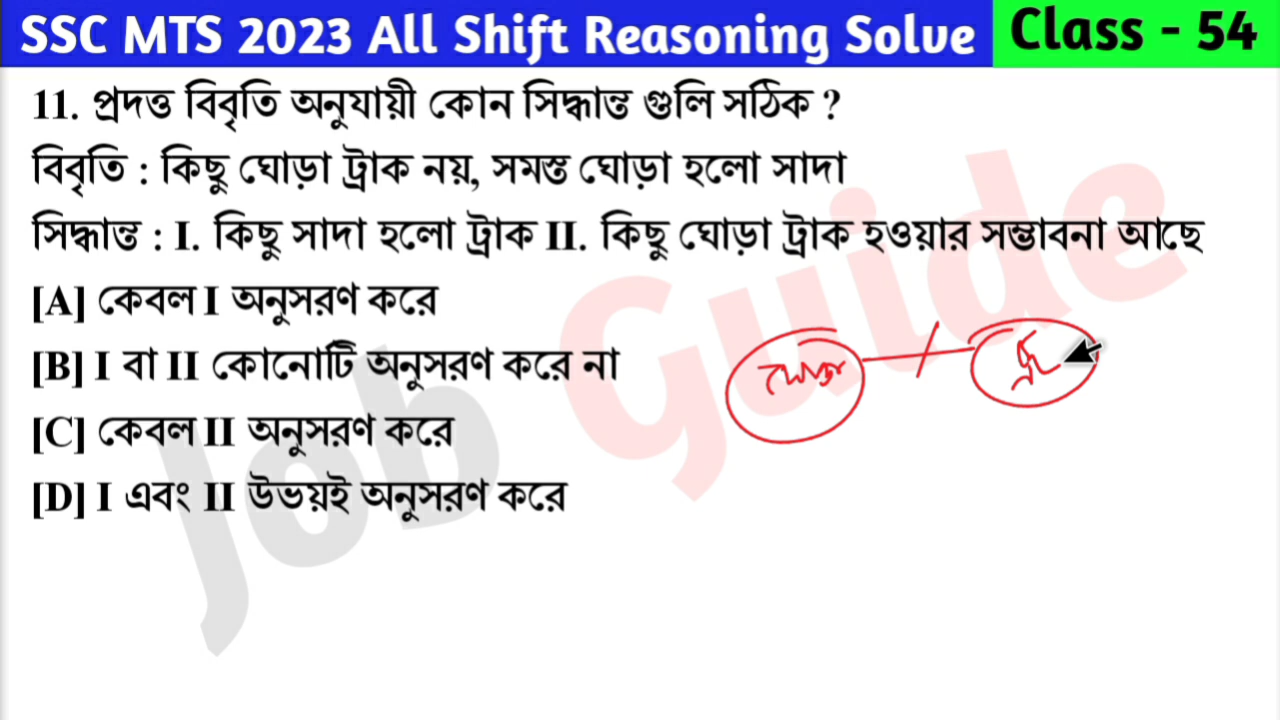 SSC MTS 2023 All Shift Reasoning Solve Class - 54
11. প্রদত্ত বিবৃতি অনুযায়ী কোন সিদ্ধান্ত গুলি সঠিক ?
বিবৃতি : কিছু ঘোড়া ট্রাক নয়, সমস্ত ঘোড়া হলো সাদা
সিদ্ধান্ত : I. কিছু সাদা হলো ট্রাক II. কিছু ঘোড়া ট্রাক হওয়ার সম্ভাবনা আছে
[A] কেবল I অনুসরণ করে
[B] I বা II কোনোটি অনুসরণ করে না
ঘোড়া
[C] কেবল II অনুসরণ করে
[D] I এবং II উভয়ই অনুসরণ করে
Job Guide